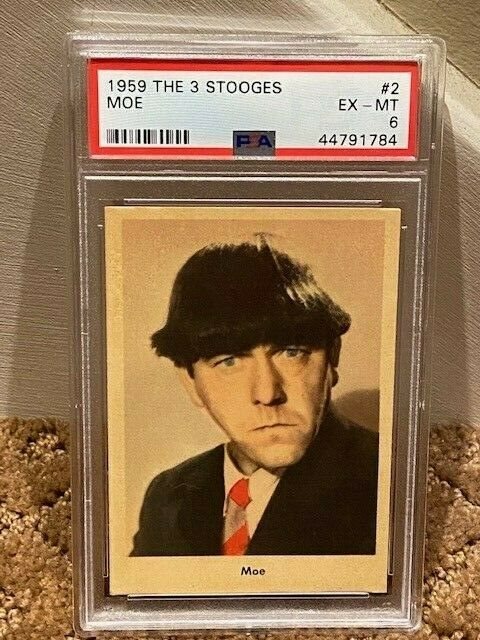 1959 THE 3 STOOGES #2
MOE EX - MT
6
PSA 44791784
Moe